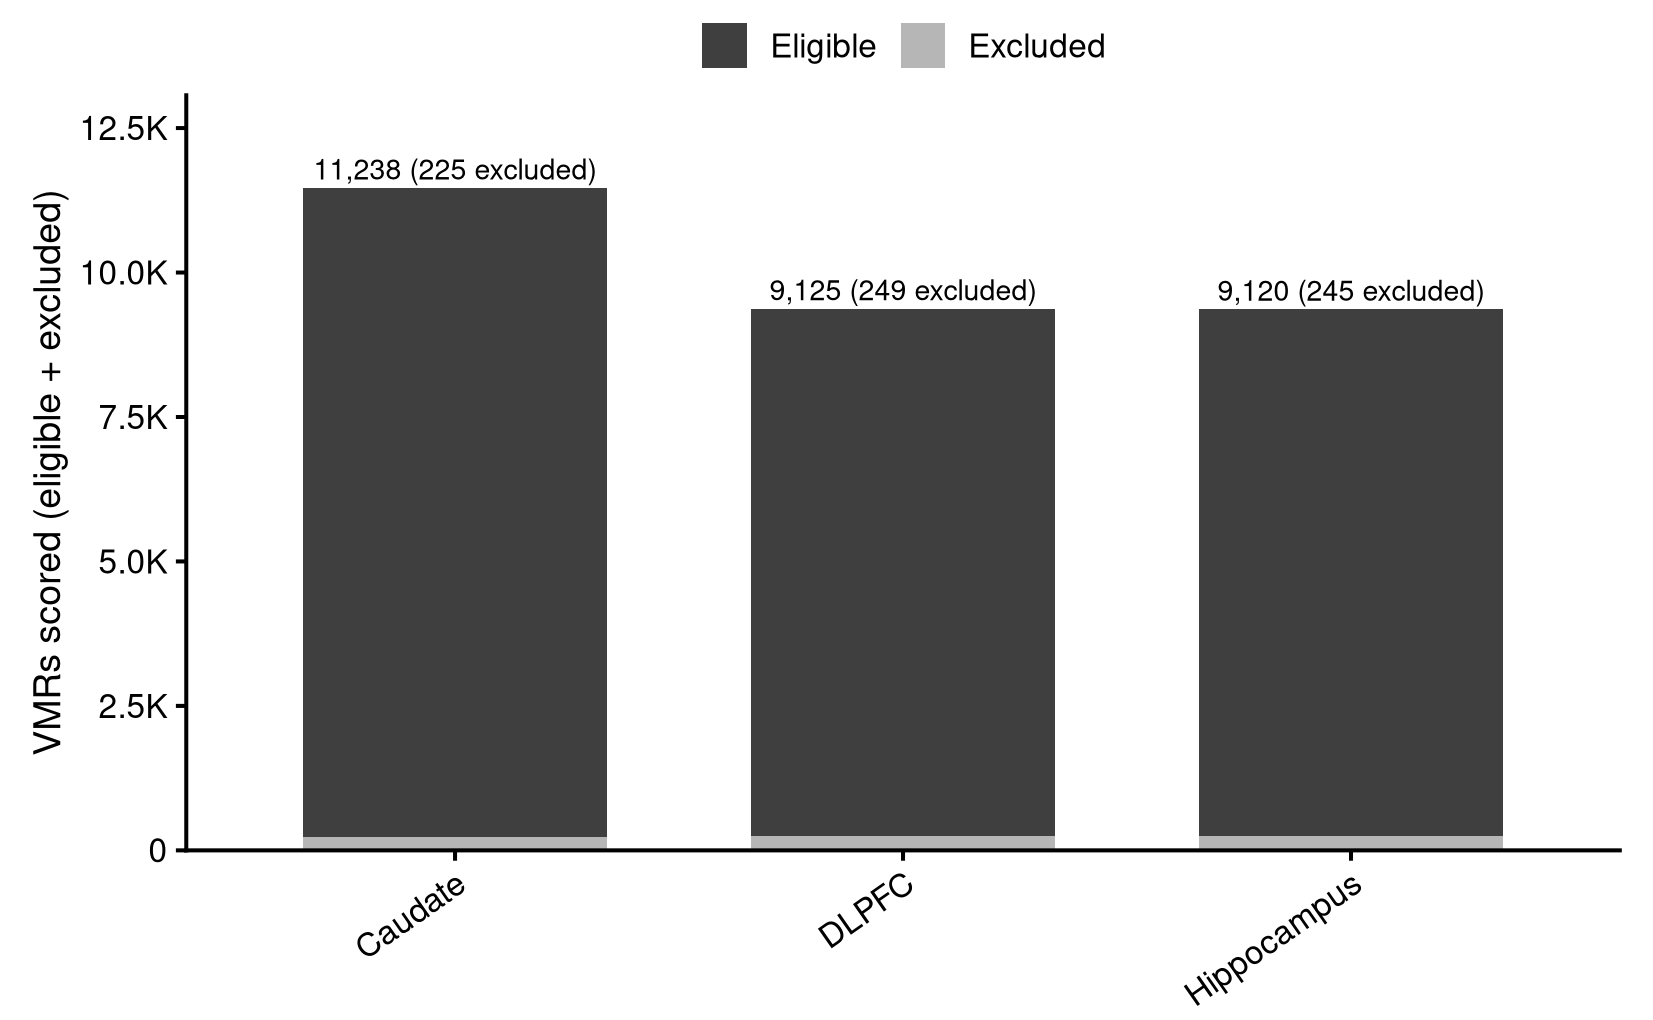 Eligible Excluded
VMRs scored (eligible + excluded)
12.5K
10.0K
7.5K
5.0K
2.5K
0
11,238 (225 excluded)
9,125 (249 excluded)
9,120 (245 excluded)
Caudate
DLPFC
Hippocampus